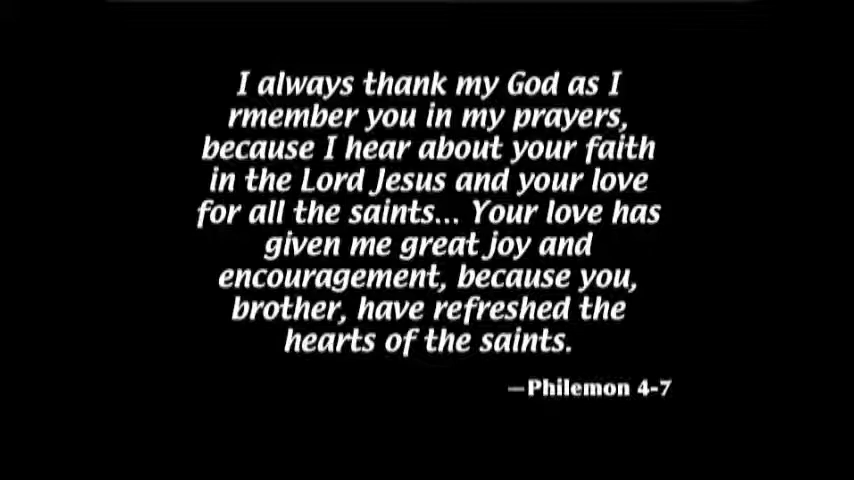 I always thank my God as I
rmember you in my prayers,
because I hear about your faith
in the Lord Jesus and your love
for all the saints... Your love has
given me great joy and
encouragement, because you,
brother, have refreshed the
hearts of the saints.
—Philemon 4-7